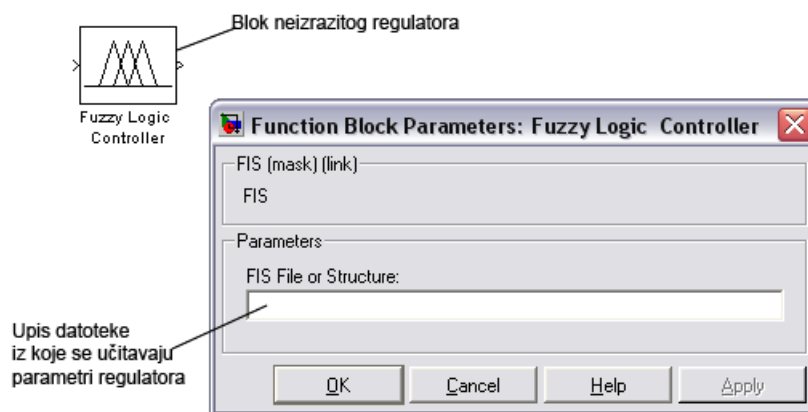 Blok neizrazitog regulatora
Fuzzy Logic
Controller
Function Block Parameters: Fuzzy Logic Controller
FIS (mask) (link)
FIS
Parameters
FIS File or Structure:
Upis datoteke
iz koje se učitavaju
parametri regulatora
OK
Cancel
Help
Apply